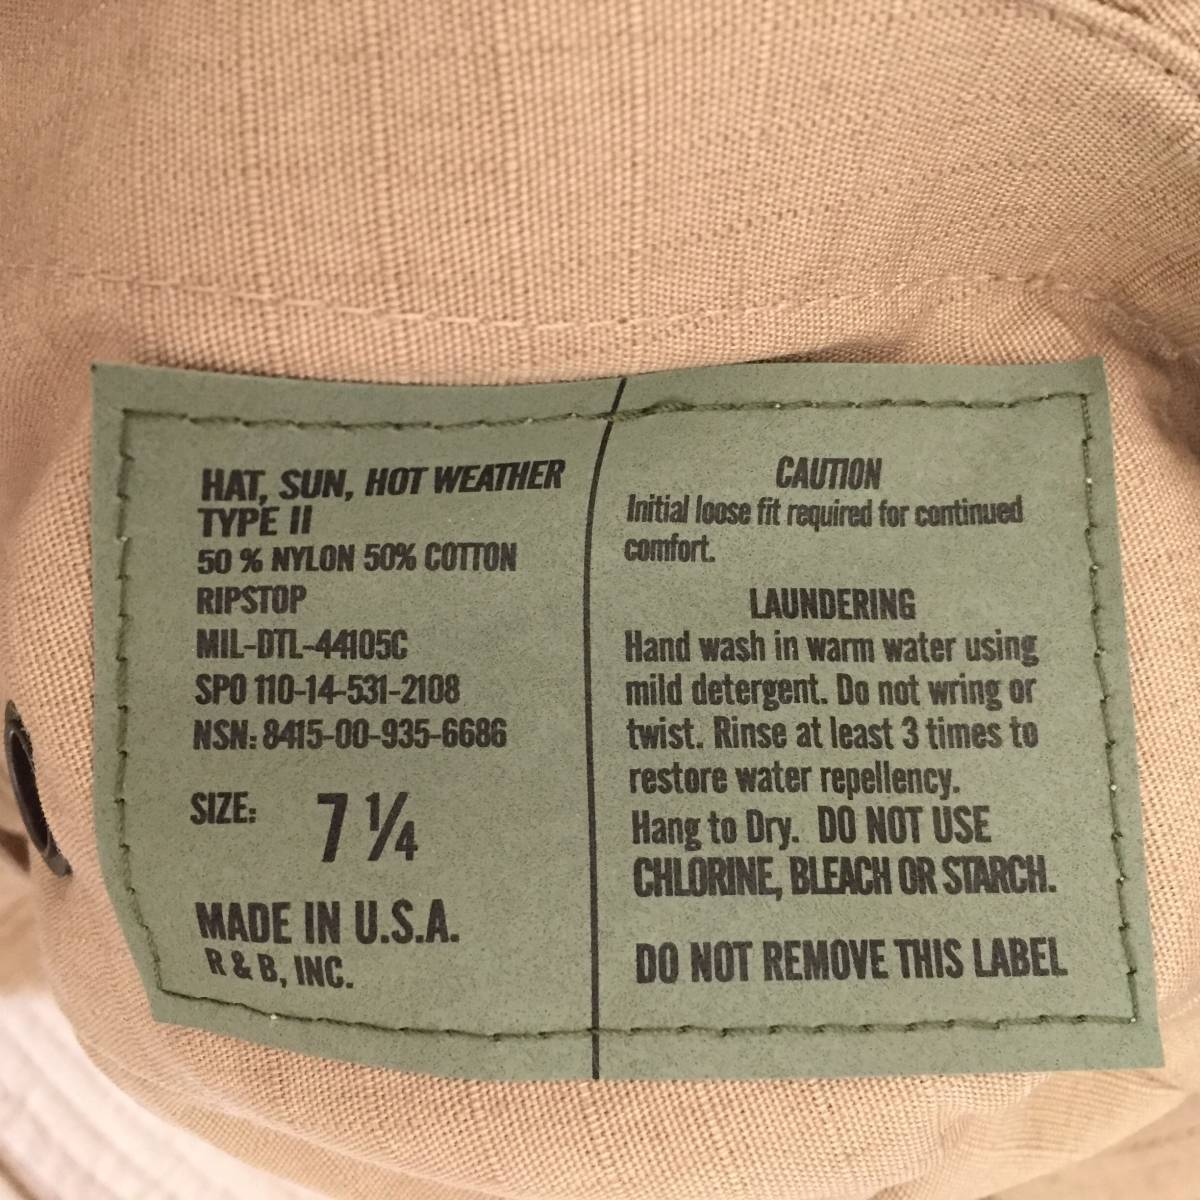 HAT, SUN, HOT WEATHER
TYPE II
50 % NYLON 50% COTTON
RIPSTOP
MIL-DTL-44105C
SPO 110-14-531-2108
NSN: 8415-00-935-6686
SIZE: 7 ¼
MADE IN U.S.A.
R & B, INC.
CAUTION
Initial loose fit required for continued
comfort.
LAUNDERING
Hand wash in warm water using
mild detergent. Do not wring or
twist. Rinse at least 3 times to
restore water repellency.
Hang to Dry. DO NOT USE
CHLORINE, BLEACH OR STARCH.
DO NOT REMOVE THIS LABEL